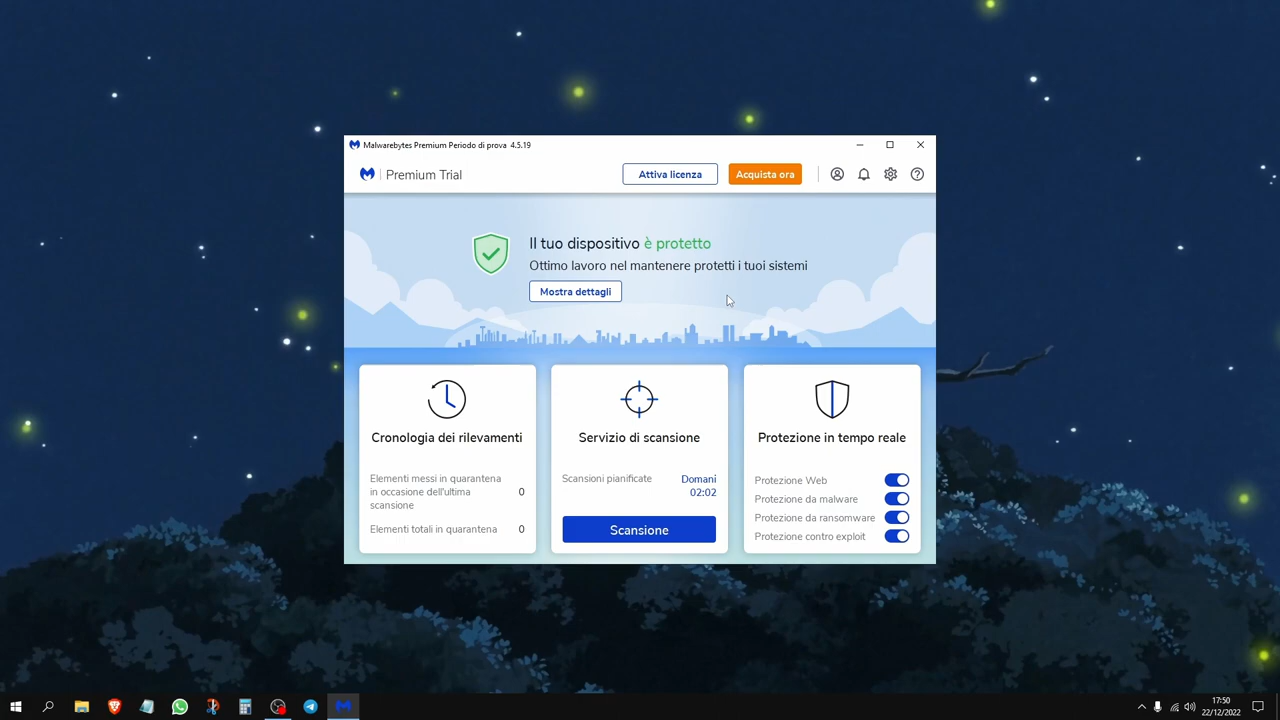 Malwarebytes Premium Periodo di prova 4.5.19
Premium Trial
Attiva licenza
Acquista ora
Il tuo dispositivo è protetto
Ottimo lavoro nel mantenere protetti i tuoi sistemi
Mostra dettagli
Cronologia dei rilevamenti
Elementi messi in quarantena
in occasione dell'ultima
scansione
0
Elementi totali in quarantena 0
Servizio di scansione
Scansioni pianificate Domani
02:02
Scansione
Protezione in tempo reale
Protezione Web
Protezione da malware
Protezione da ransomware
Protezione contro exploit
17:50
22/12/2022